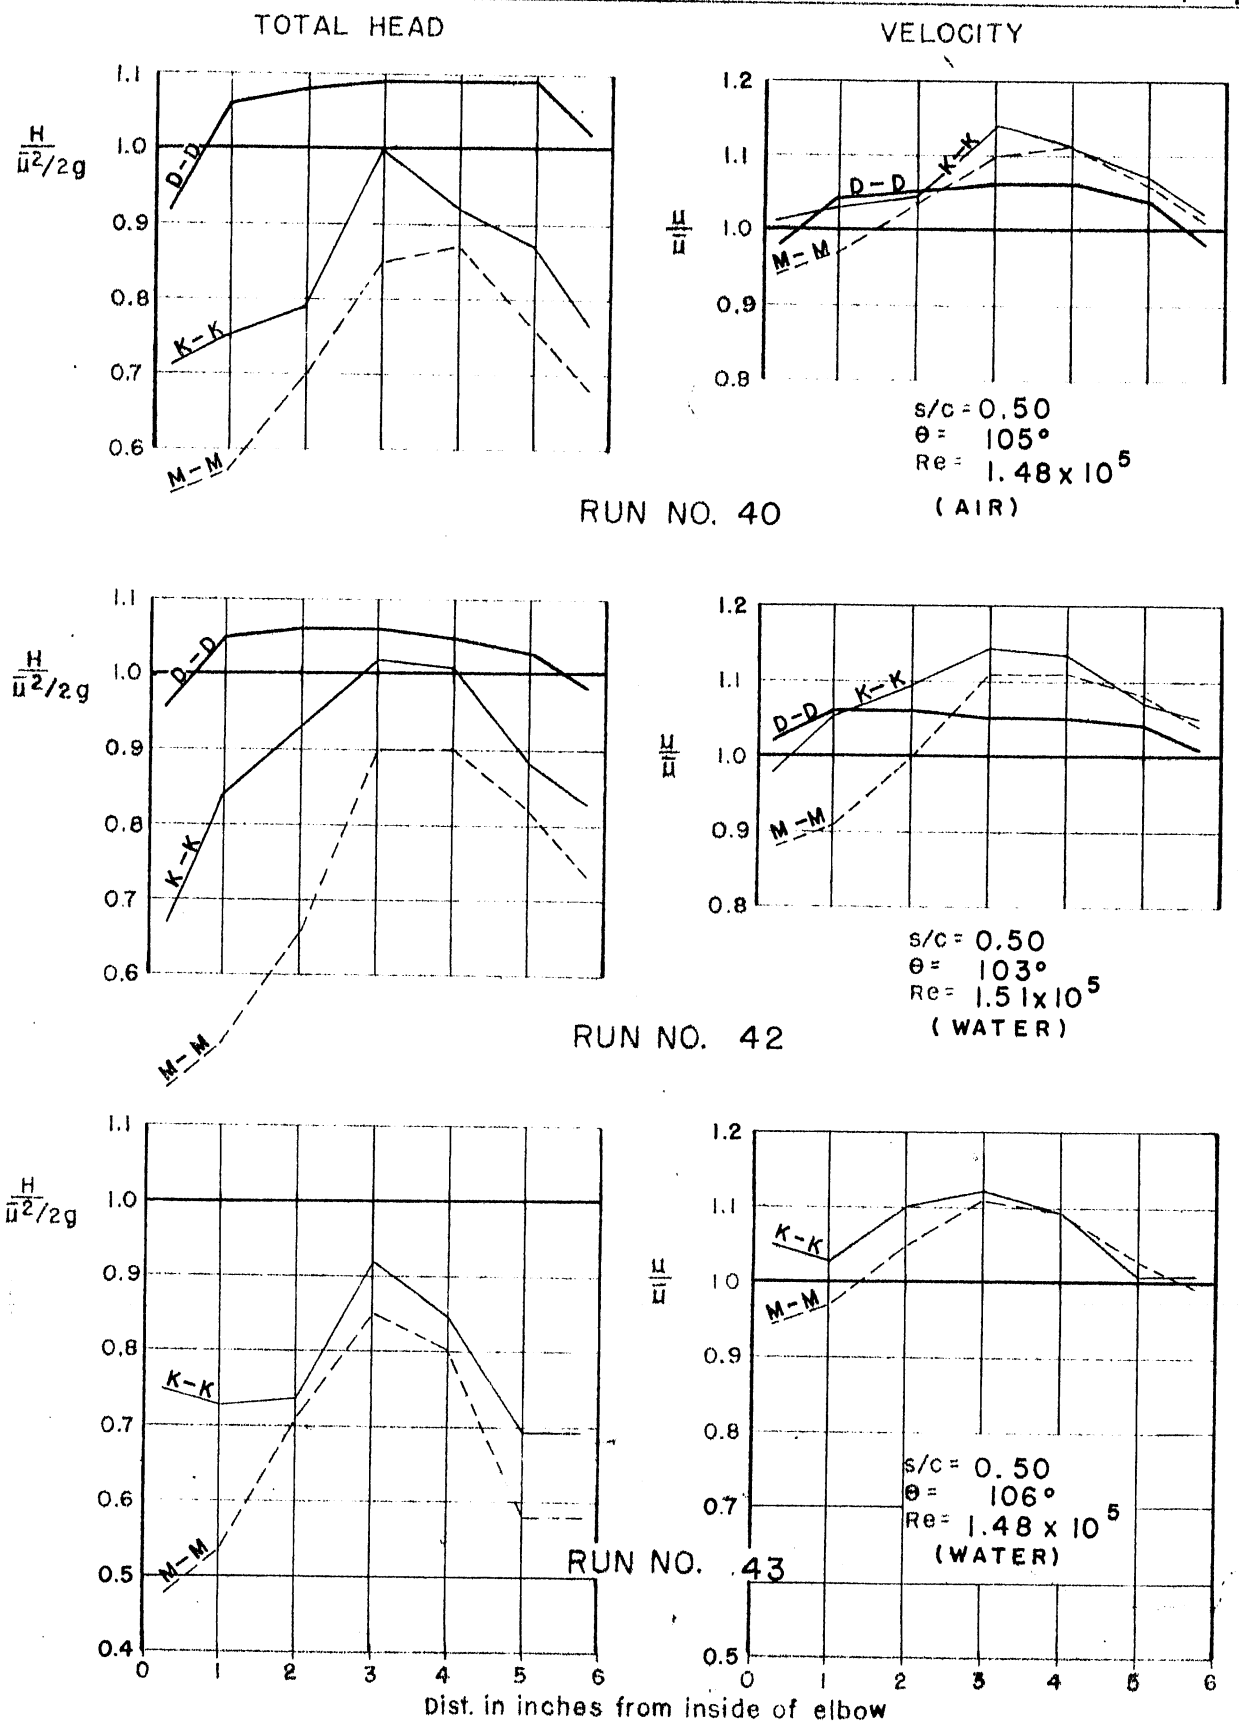 TOTAL HEAD
VELOCITY
H
ū²/2g
1.1
1.0
0.9
0.8
0.7
0.6
D-D
K-K
M-M
u
ū
1.2
1.1
1.0
0.9
0.8
D-D
K-K
M-M
s/c = 0.50
θ = 105°
Re = 1.48 x 10⁵
(AIR)
RUN NO. 40
H
ū²/2g
1.1
1.0
0.9
0.8
0.7
0.6
D-D
K-K
M-M
u
ū
1.2
1.1
1.0
0.9
0.8
D-D
K-K
M-M
s/c = 0.50
θ = 103°
Re = 1.51x10⁵
(WATER)
RUN NO. 42
H
ū²/2g
1.1
1.0
0.9
0.8
0.7
0.6
0.5
0.4
K-K
M-M
0 1 2 3 4 5 6
u
ū
1.2
1.1
1.0
0.9
0.8
0.7
0.5
K-K
M-M
s/c = 0.50
θ = 106°
Re = 1.48 x 10⁵
(WATER)
RUN NO. 43
0 1 2 3 4 5 6
Dist. in inches from inside of elbow